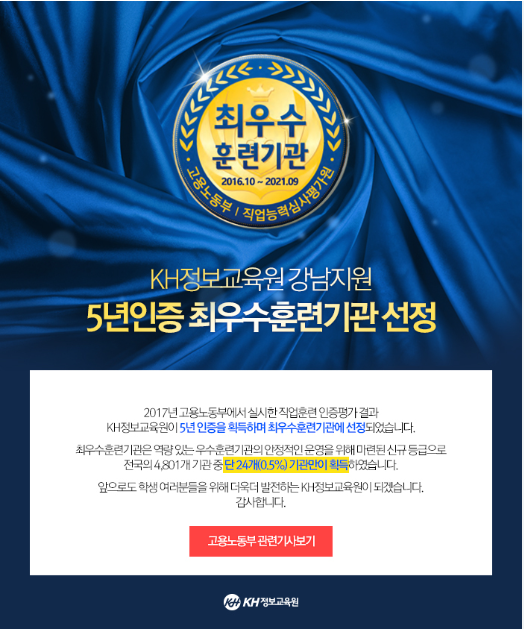 최우수
훈련기관
2016.10 ~ 2021.09
고용노동부 | 직업능력심사평가원
KH정보교육원 강남지원
5년인증 최우수훈련기관 선정
2017년 고용노동부에서 실시한 직업훈련 인증평가 결과
KH정보교육원이 5년 인증을 획득하며 최우수훈련기관에 선정되었습니다.
최우수훈련기관은 역량 있는 우수훈련기관의 안정적인 운영을 위해 마련된 신규 등급으로
전국의 4,801개 기관 중 단 24개(0.5%) 기관만이 획득하였습니다.
앞으로도 학생 여러분들을 위해 더욱더 발전하는 KH정보교육원이 되겠습니다.
감사합니다.
고용노동부 관련기사보기
KH KH정보교육원